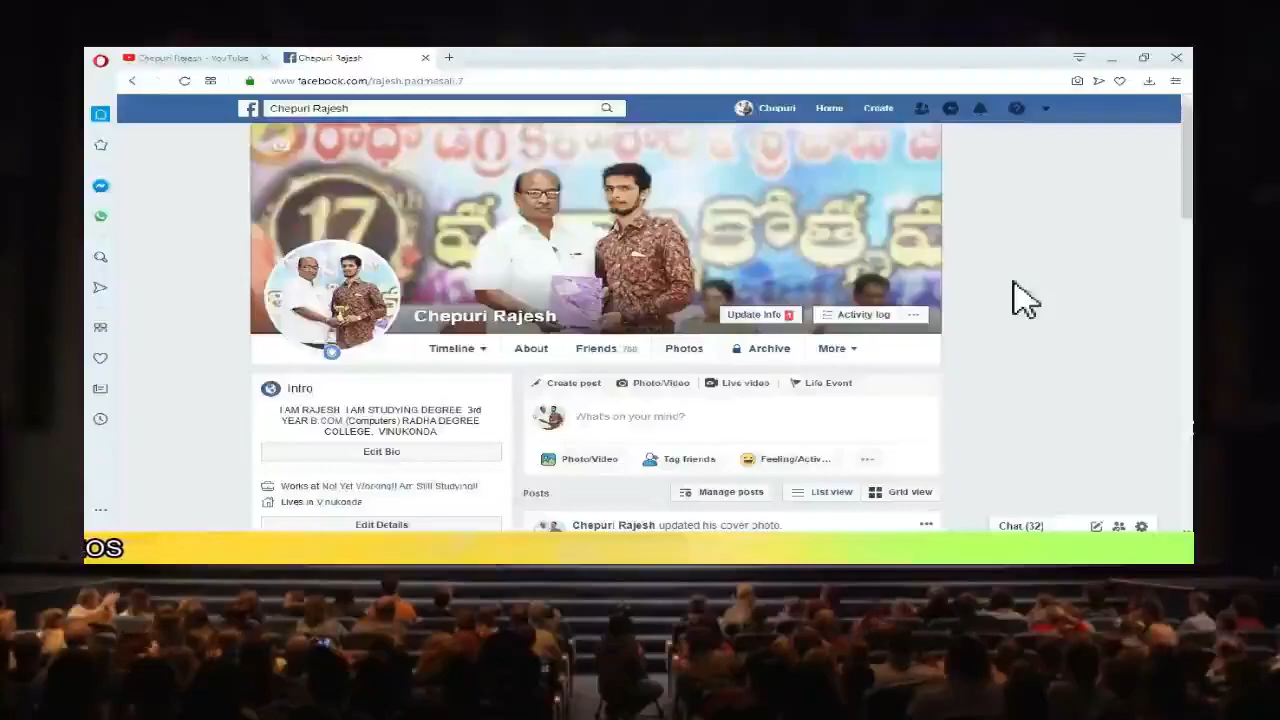 Chepuri Rajesh - YouTube
Chepuri Rajesh
www.facebook.com/rajesh.padmasali.7
Chepuri Rajesh
Chepuri Home Create
రాధా డిగ్రీ
17th
Chepuri Rajesh
Update Info 1
Activity log
Timeline About Friends 768 Photos Archive More
Intro
I AM RAJESH I AM STUDYING DEGREE 3rd
YEAR B.COM (Computers) RADHA DEGREE
COLLEGE, VINUKONDA
Edit Bio
Works at Not Yet Working!! Am Still Studying!!
Lives in Vinukonda
Edit Details
Create post Photo/Video Live video Life Event
What's on your mind?
Photo/Video Tag friends Feeling/Activ...
Posts Manage posts List view Grid view
Chepuri Rajesh updated his cover photo.
Chat (32)
OS